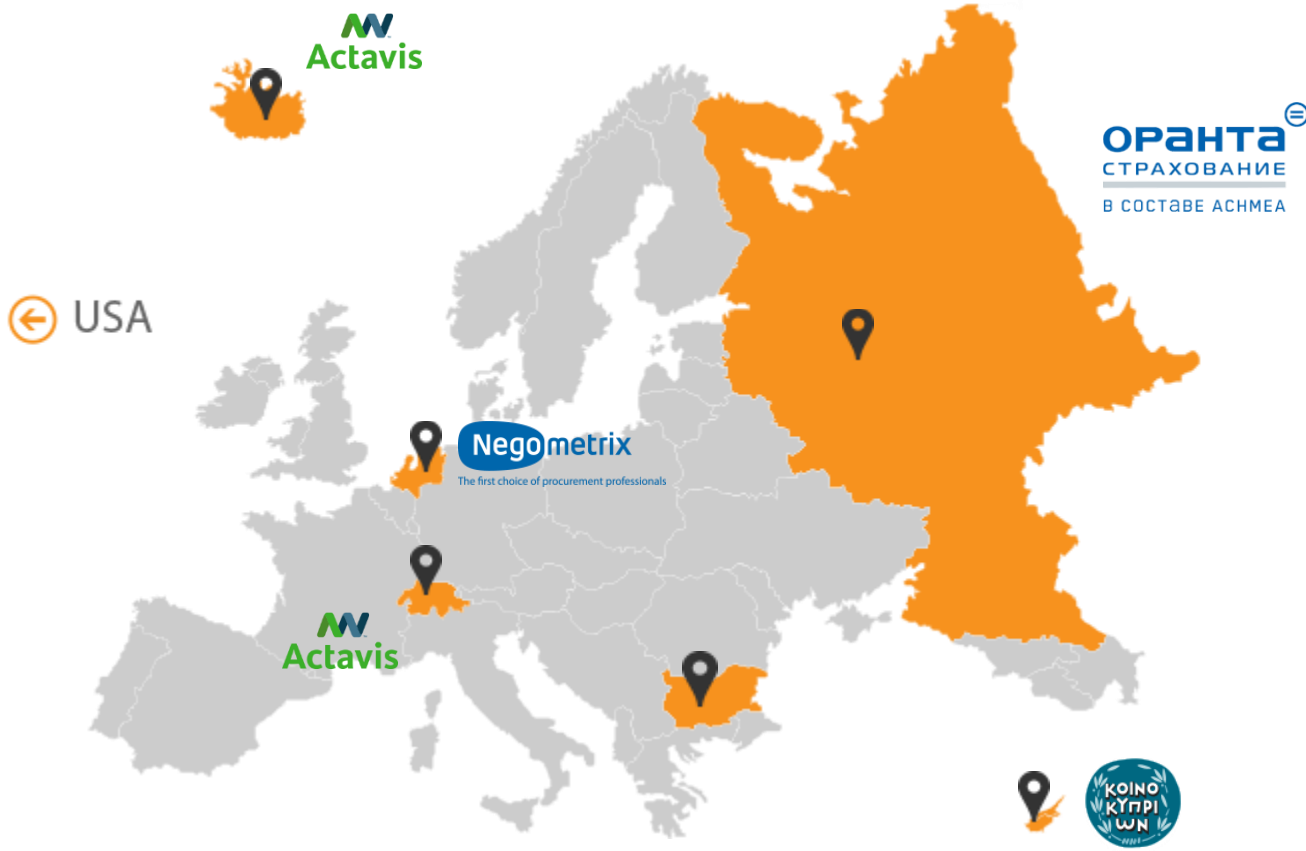 Actavis
ОРАНТА
СТРАХОВАНИЕ
В СОСТАВЕ АСНМЕА
USA
Negometrix
The first choice of procurement professionals
Actavis
ΚΟΙΝΟ
ΚΥΠΡΙ
ωΝ